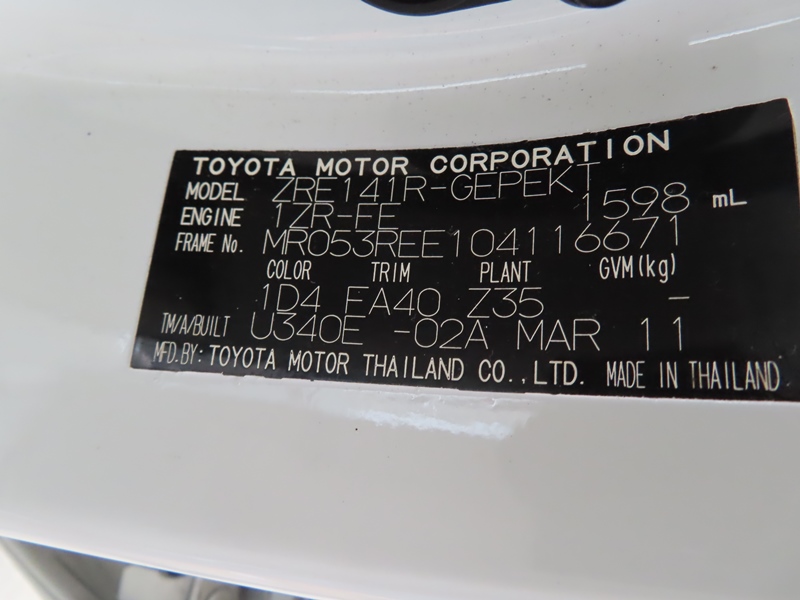 TOYOTA MOTOR CORPORATION
MODEL ZRE141R-GEPEKT
ENGINE 1ZR-FE 1598 mL
FRAME No. MR053REE104116671
COLOR TRIM PLANT GVM(kg)
1D4 FA40 Z35 –
TM/A/BUILT U340E -02A MAR 11
MFD.BY: TOYOTA MOTOR THAILAND CO.,LTD. MADE IN THAILAND